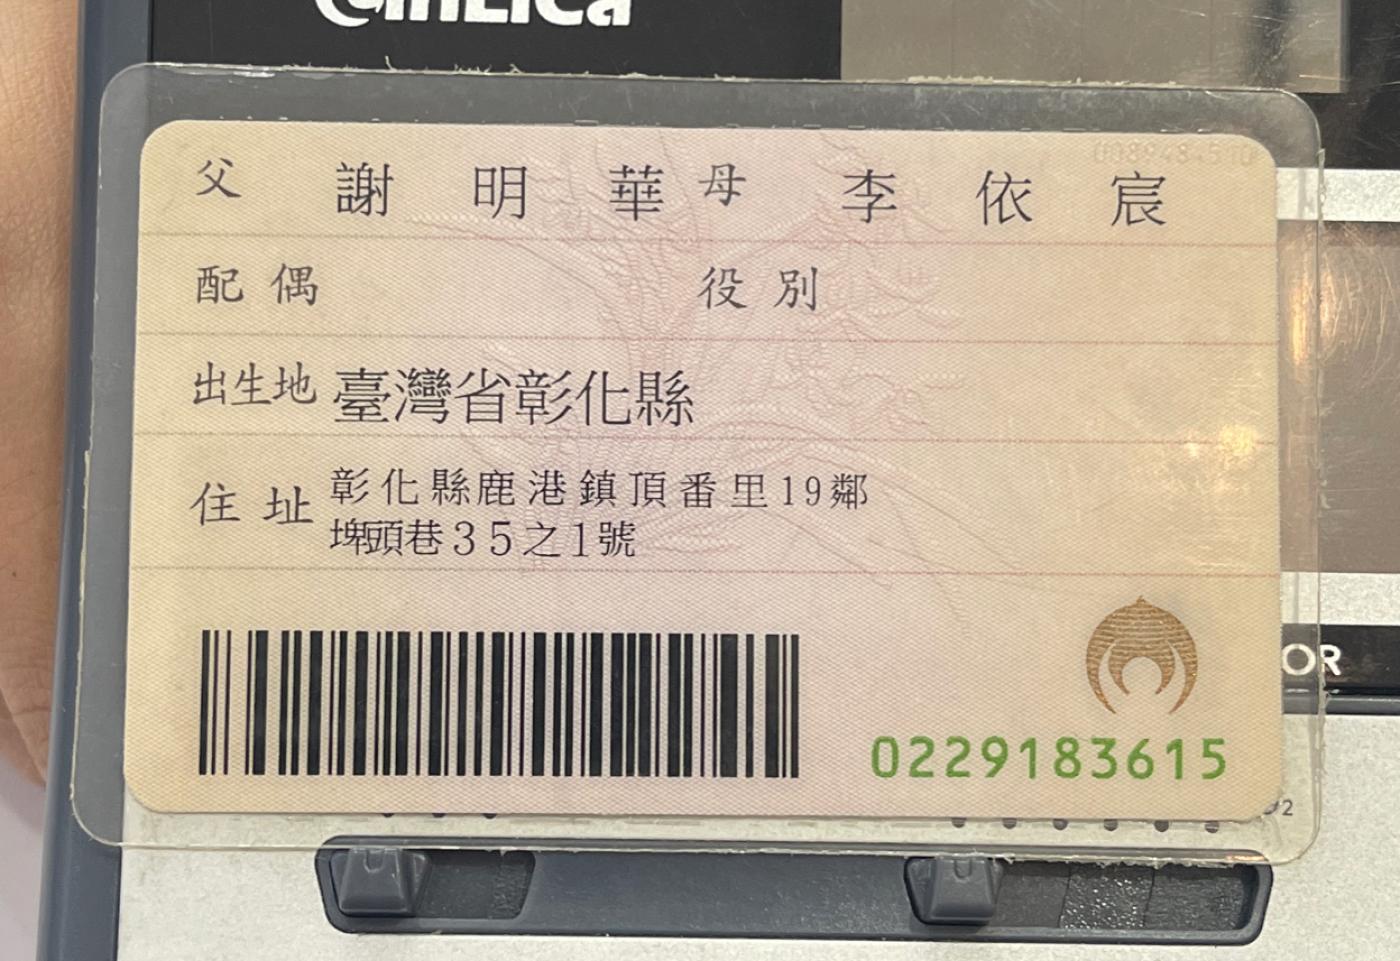 父 謝明華 母 李依宸
配偶 役別
出生地 臺灣省彰化縣
住址 彰化縣鹿港鎮頂番里19鄰
埤頭巷35之1號
0229183615
OR